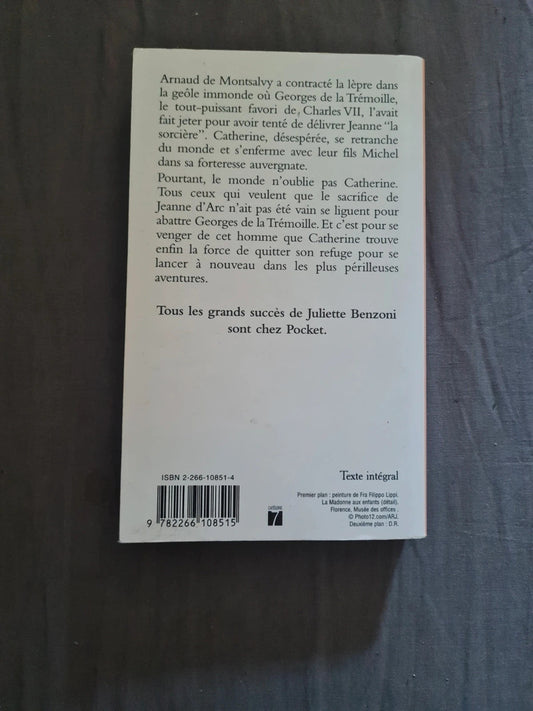 Arnaud de Montsalvy a contracté la lèpre dans
la geôle immonde où Georges de la Trémoille,
le tout-puissant favori de Charles VII, l'avait
fait jeter pour avoir tenté de délivrer Jeanne "la
sorcière". Catherine, désespérée, se retranche
du monde et s'enferme avec leur fils Michel
dans sa forteresse auvergnate.
Pourtant, le monde n'oublie pas Catherine.
Tous ceux qui veulent que le sacrifice de
Jeanne d'Arc n'ait pas été vain se liguent pour
abattre Georges de la Trémoille. Et c'est pour se
venger de cet homme que Catherine trouve
enfin la force de quitter son refuge pour se
lancer à nouveau dans les plus périlleuses
aventures.
Tous les grands succès de Juliette Benzoni
sont chez Pocket.
ISBN 2-266-10851-4
Texte intégral
Premier plan : peinture de Fra Filippo Lippi.
La Madonne aux enfants (détail),
Florence, Musée des offices.
© Photo12.com/ARJ.
Deuxième plan : D.R.
9 782266 108515
CATÉGORIE
7